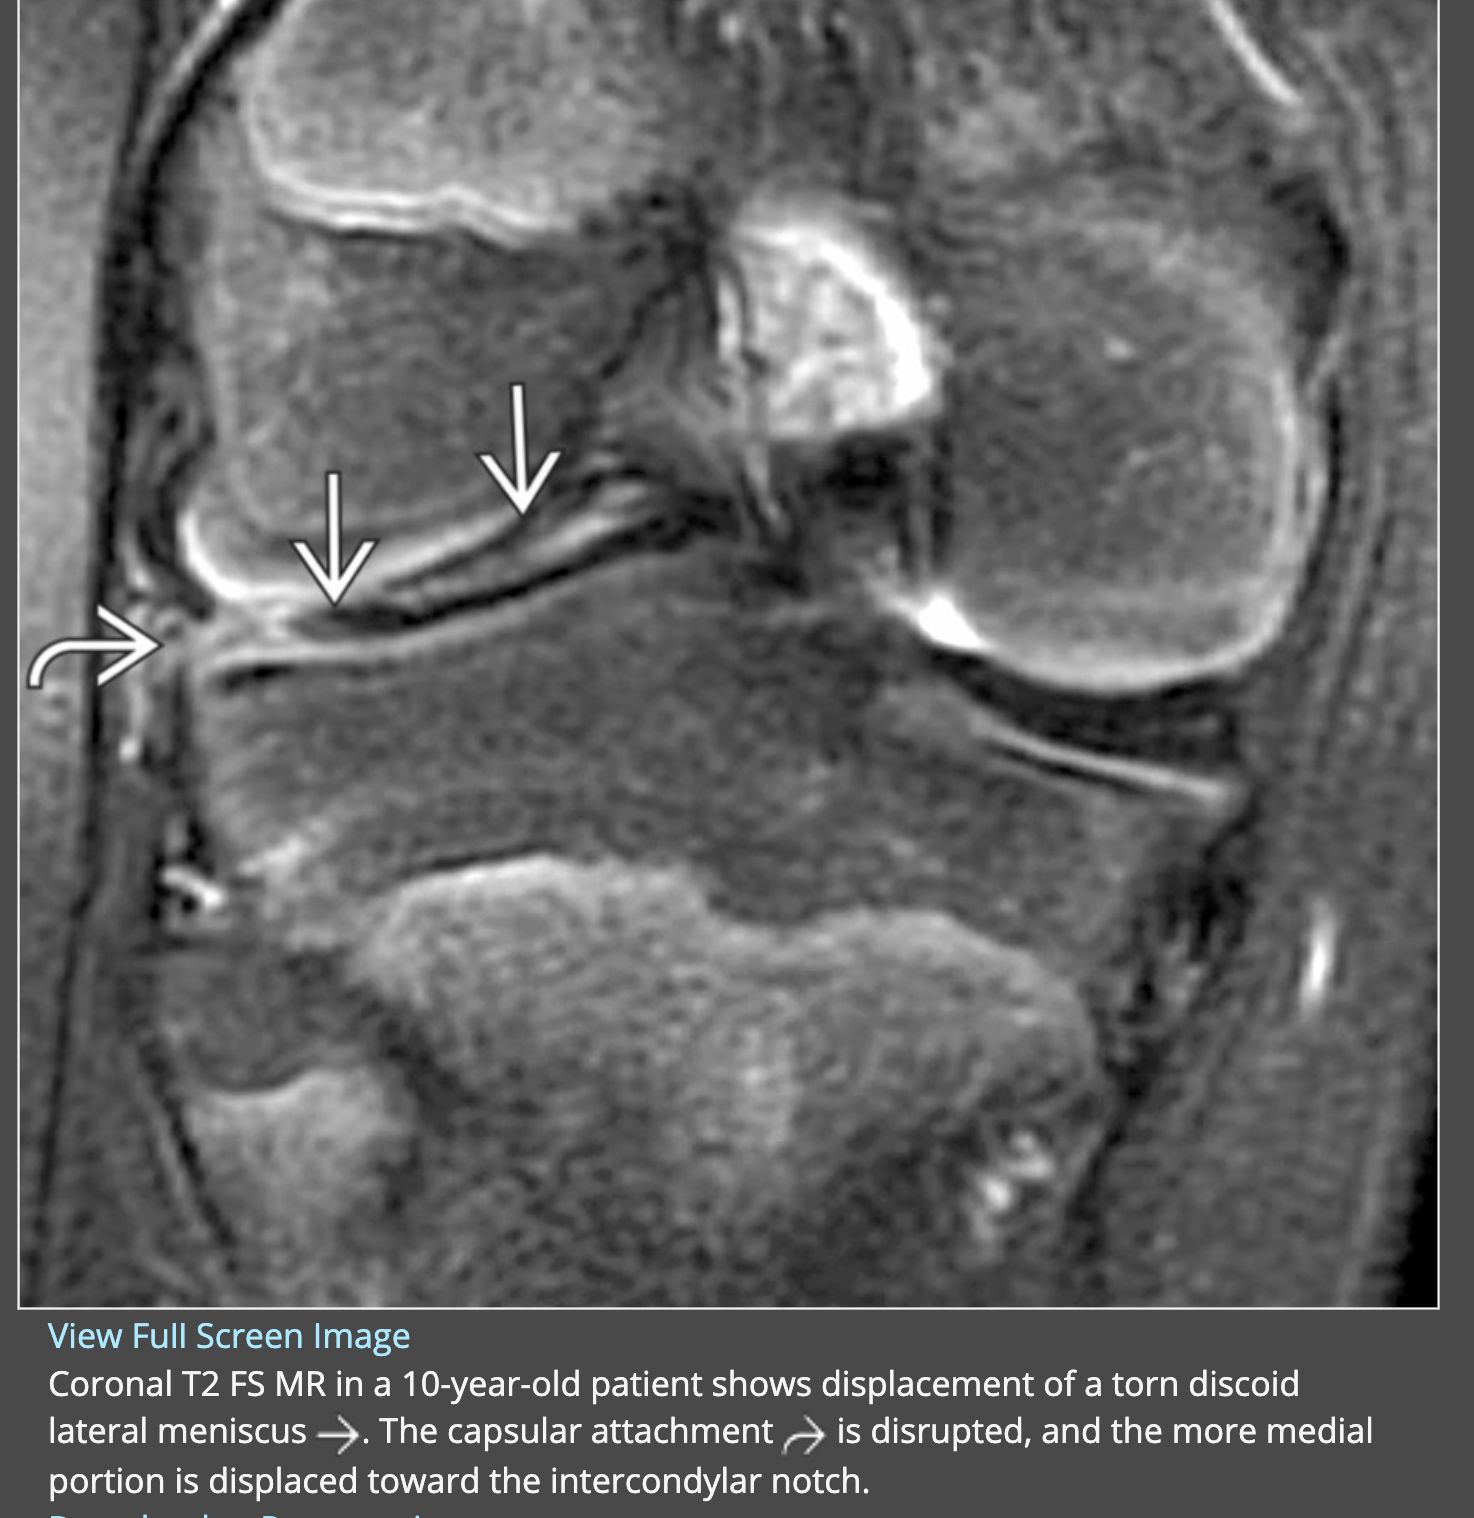 View Full Screen Image
Coronal T2 FS MR in a 10-year-old patient shows displacement of a torn discoid
lateral meniscus →. The capsular attachment ↷ is disrupted, and the more medial
portion is displaced toward the intercondylar notch.